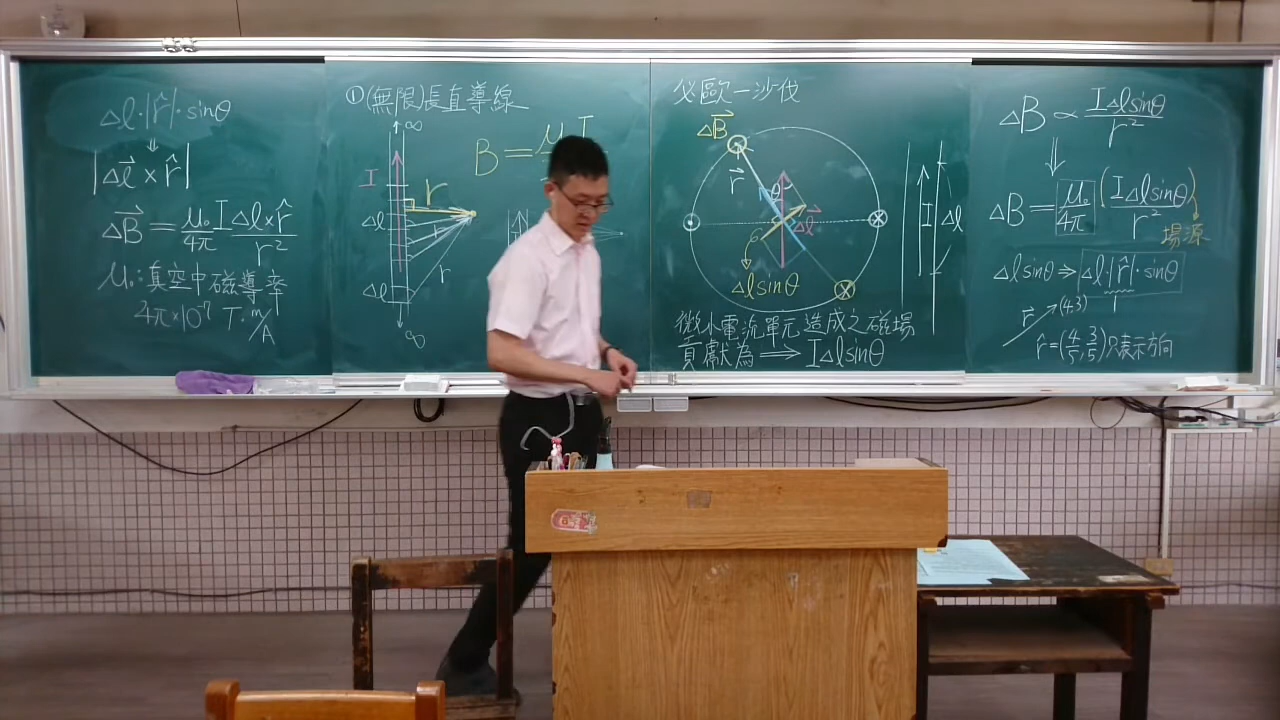 Δl·|r̂|·sinθ
⇓
|Δl⃗ × r̂|
ΔB⃗ = μ₀/4π IΔl×r̂/r²
μ₀:真空中磁導率
4π×10⁻⁷ T·m/A
①(無限)長直導線
∞
I
r
Δl
r
Δl
∞
B = μ I
必歐一沙伐
ΔB⃗
r⃗
θ
Δl⃗
Δlsinθ
I
Δl
微小電流單元造成之磁場
貢獻為 ⟹ IΔlsinθ
ΔB ∝ IΔlsinθ/r²
⇓
ΔB = μ₀/4π (IΔlsinθ/r²)
場源
Δlsinθ ⇒ Δl·|r̂|·sinθ
1
r⃗ (4,3)
r̂=(4/5,3/5)只表示方向